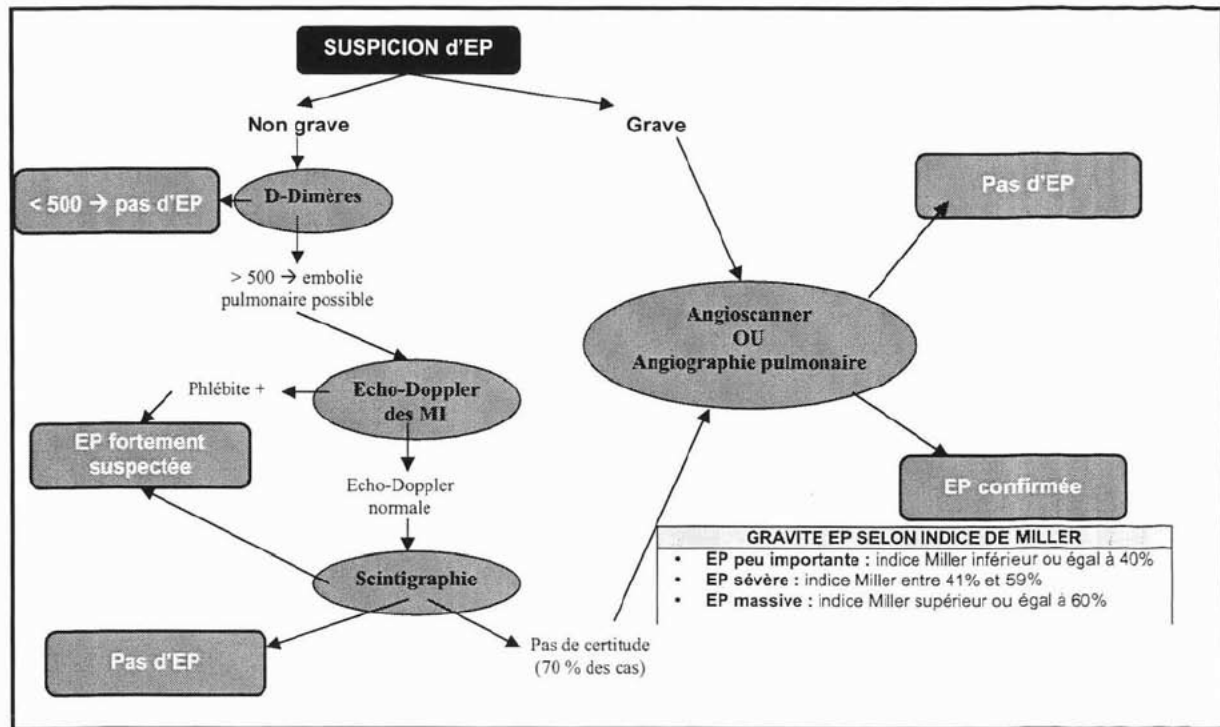 SUSPICION d'EP
Non grave
Grave
D-Dimères
< 500 → pas d'EP
Pas d'EP
> 500 → embolie
pulmonaire possible
Angioscanner
OU
Angiographie pulmonaire
Phlébite +
Echo-Doppler
des MI
EP fortement
suspectée
Echo-Doppler
normale
EP confirmée
Scintigraphie
GRAVITE EP SELON INDICE DE MILLER
• EP peu importante : indice Miller inférieur ou égal à 40%
• EP sévère : indice Miller entre 41% et 59%
• EP massive : indice Miller supérieur ou égal à 60%
Pas d'EP
Pas de certitude
(70 % des cas)